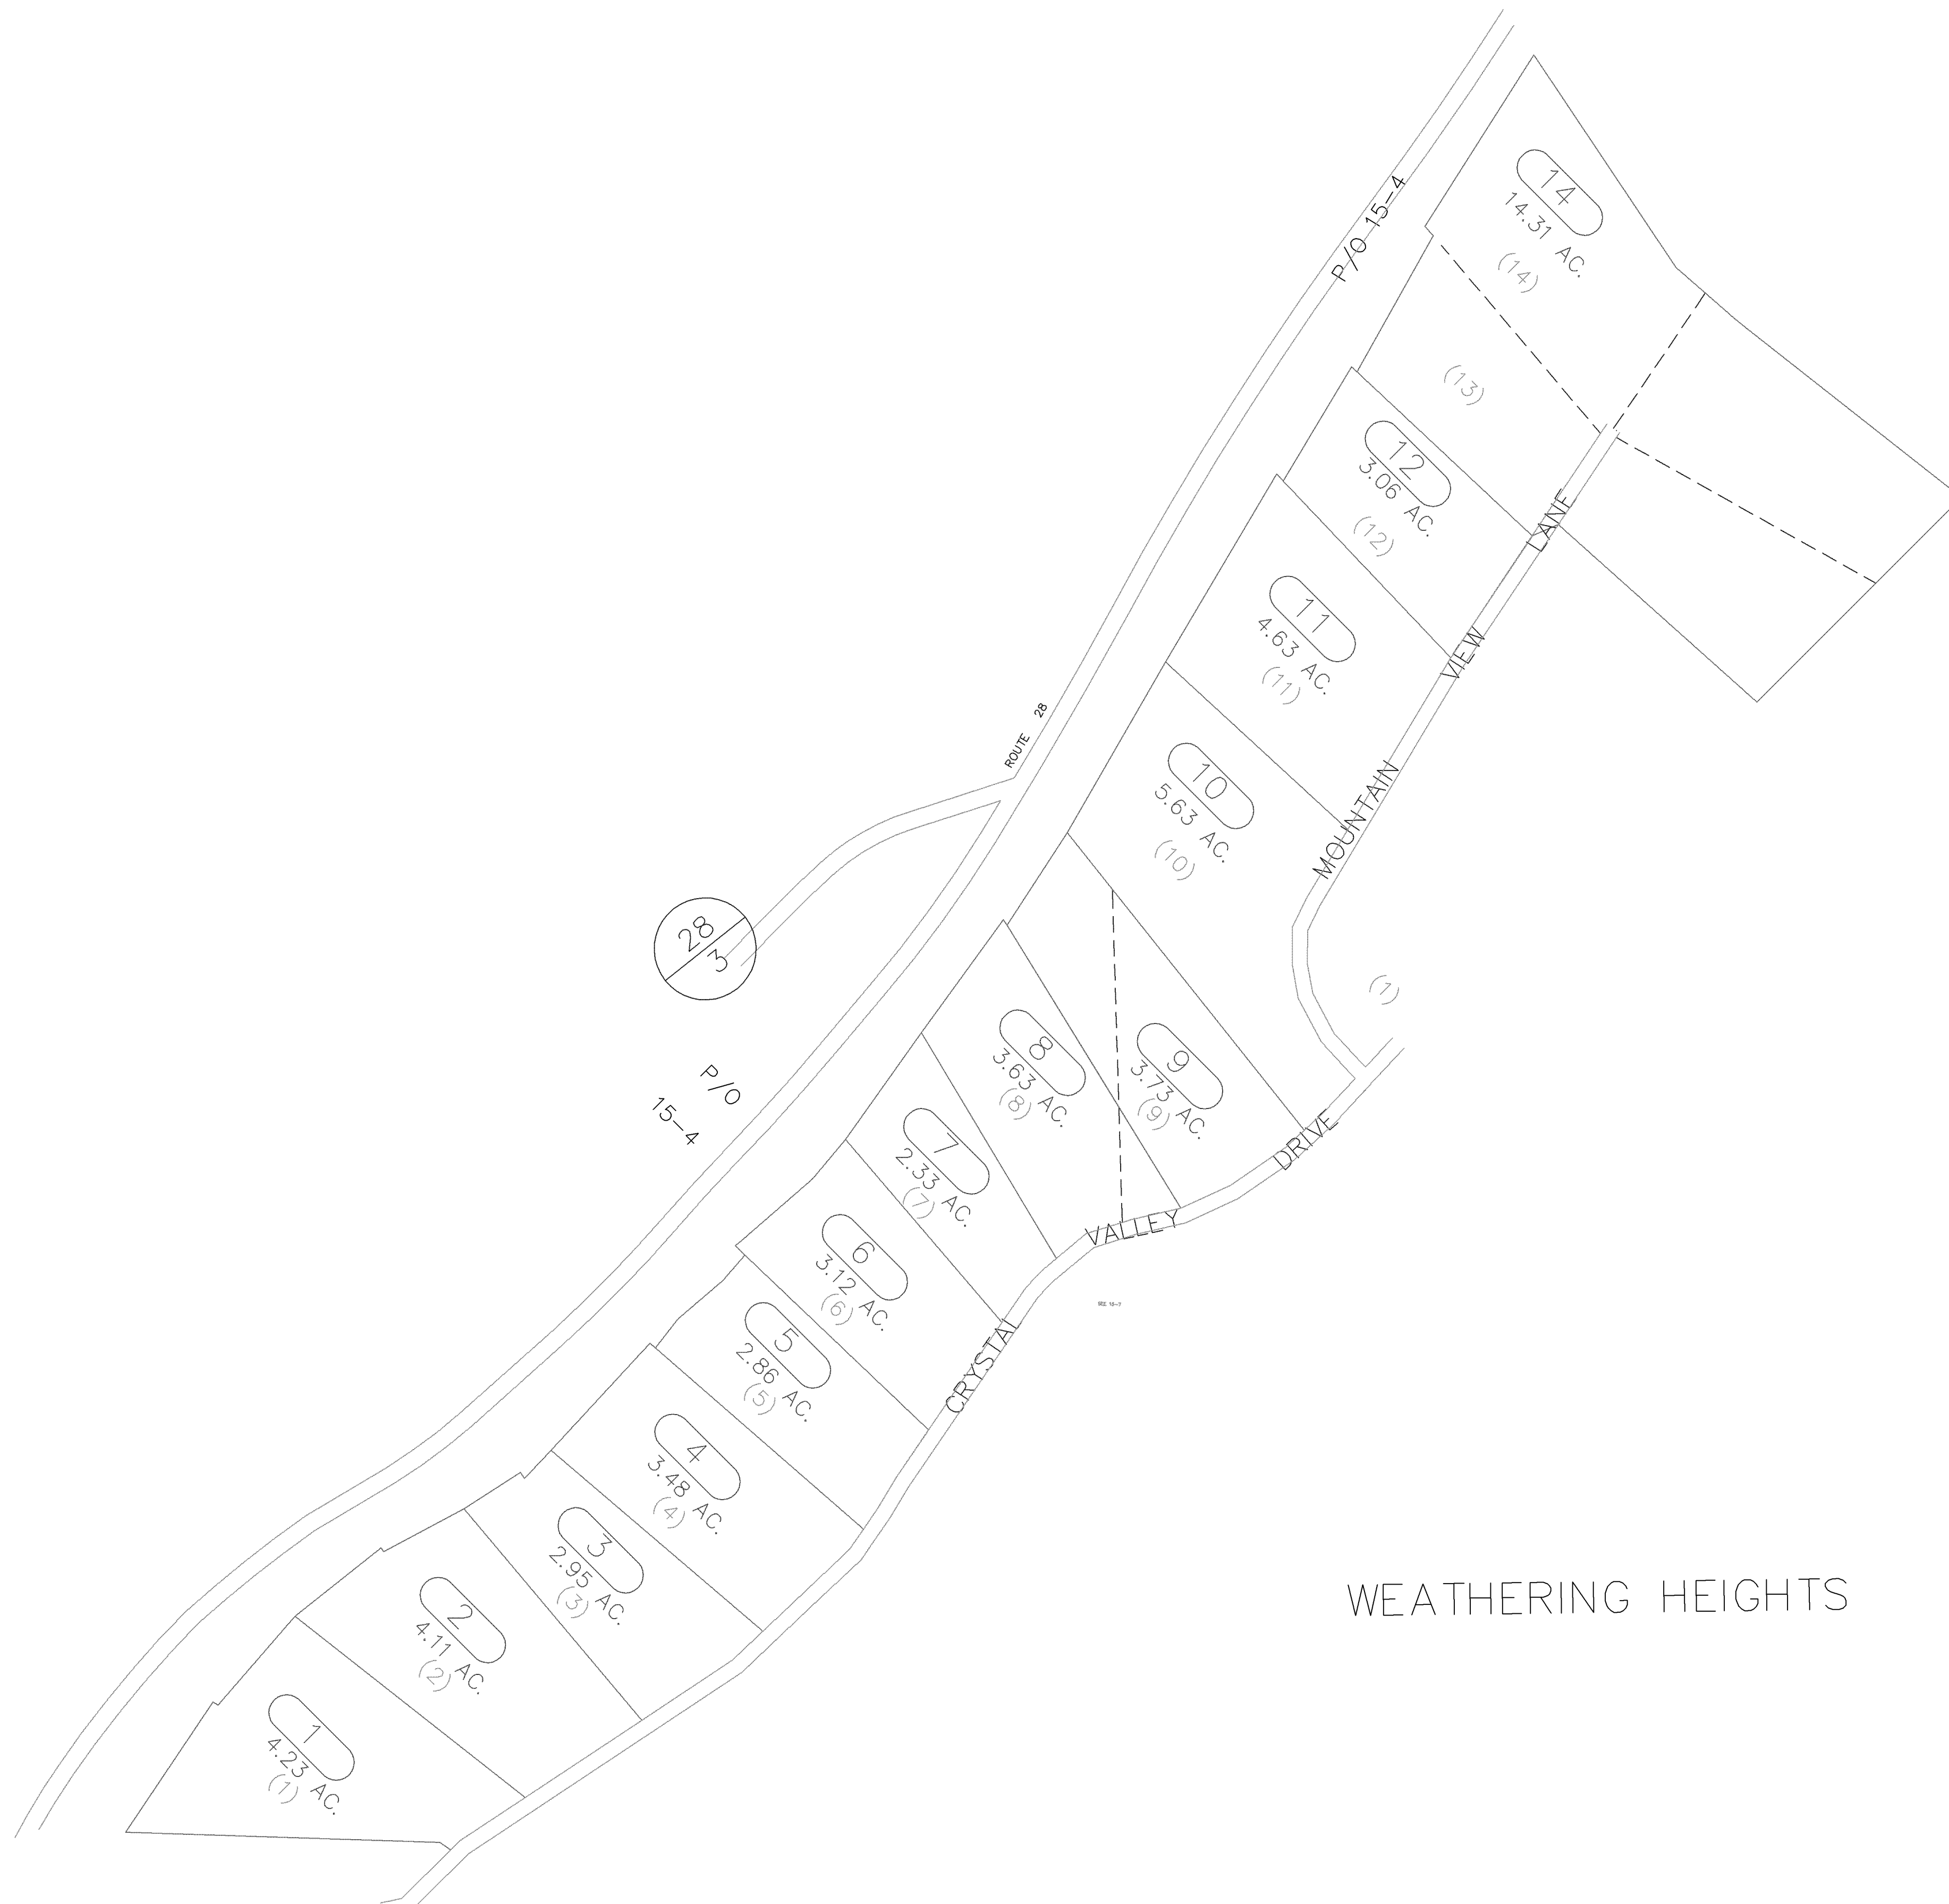 14
14.31 AC.
(14)
P/O 15-4
(13)
12
3.06 AC.
(12)
LANE
11
4.63 AC.
(11)
VIEW
ROUTE 28
10
5.63 AC.
(10)
MOUNTAIN
28
3
(1)
8
3.63 AC.
(8)
9
3.73 AC.
(9)
P/O
15-4
7
2.33 AC.
(7)
DRIVE
VALLEY
6
3.12 AC.
(6)
CRYSTAL
5
2.86 AC.
(5)
4
3.48 AC.
(4)
3
2.95 AC.
(3)
WEATHERING HEIGHTS
2
4.11 AC.
(2)
1
4.23 AC.
(1)